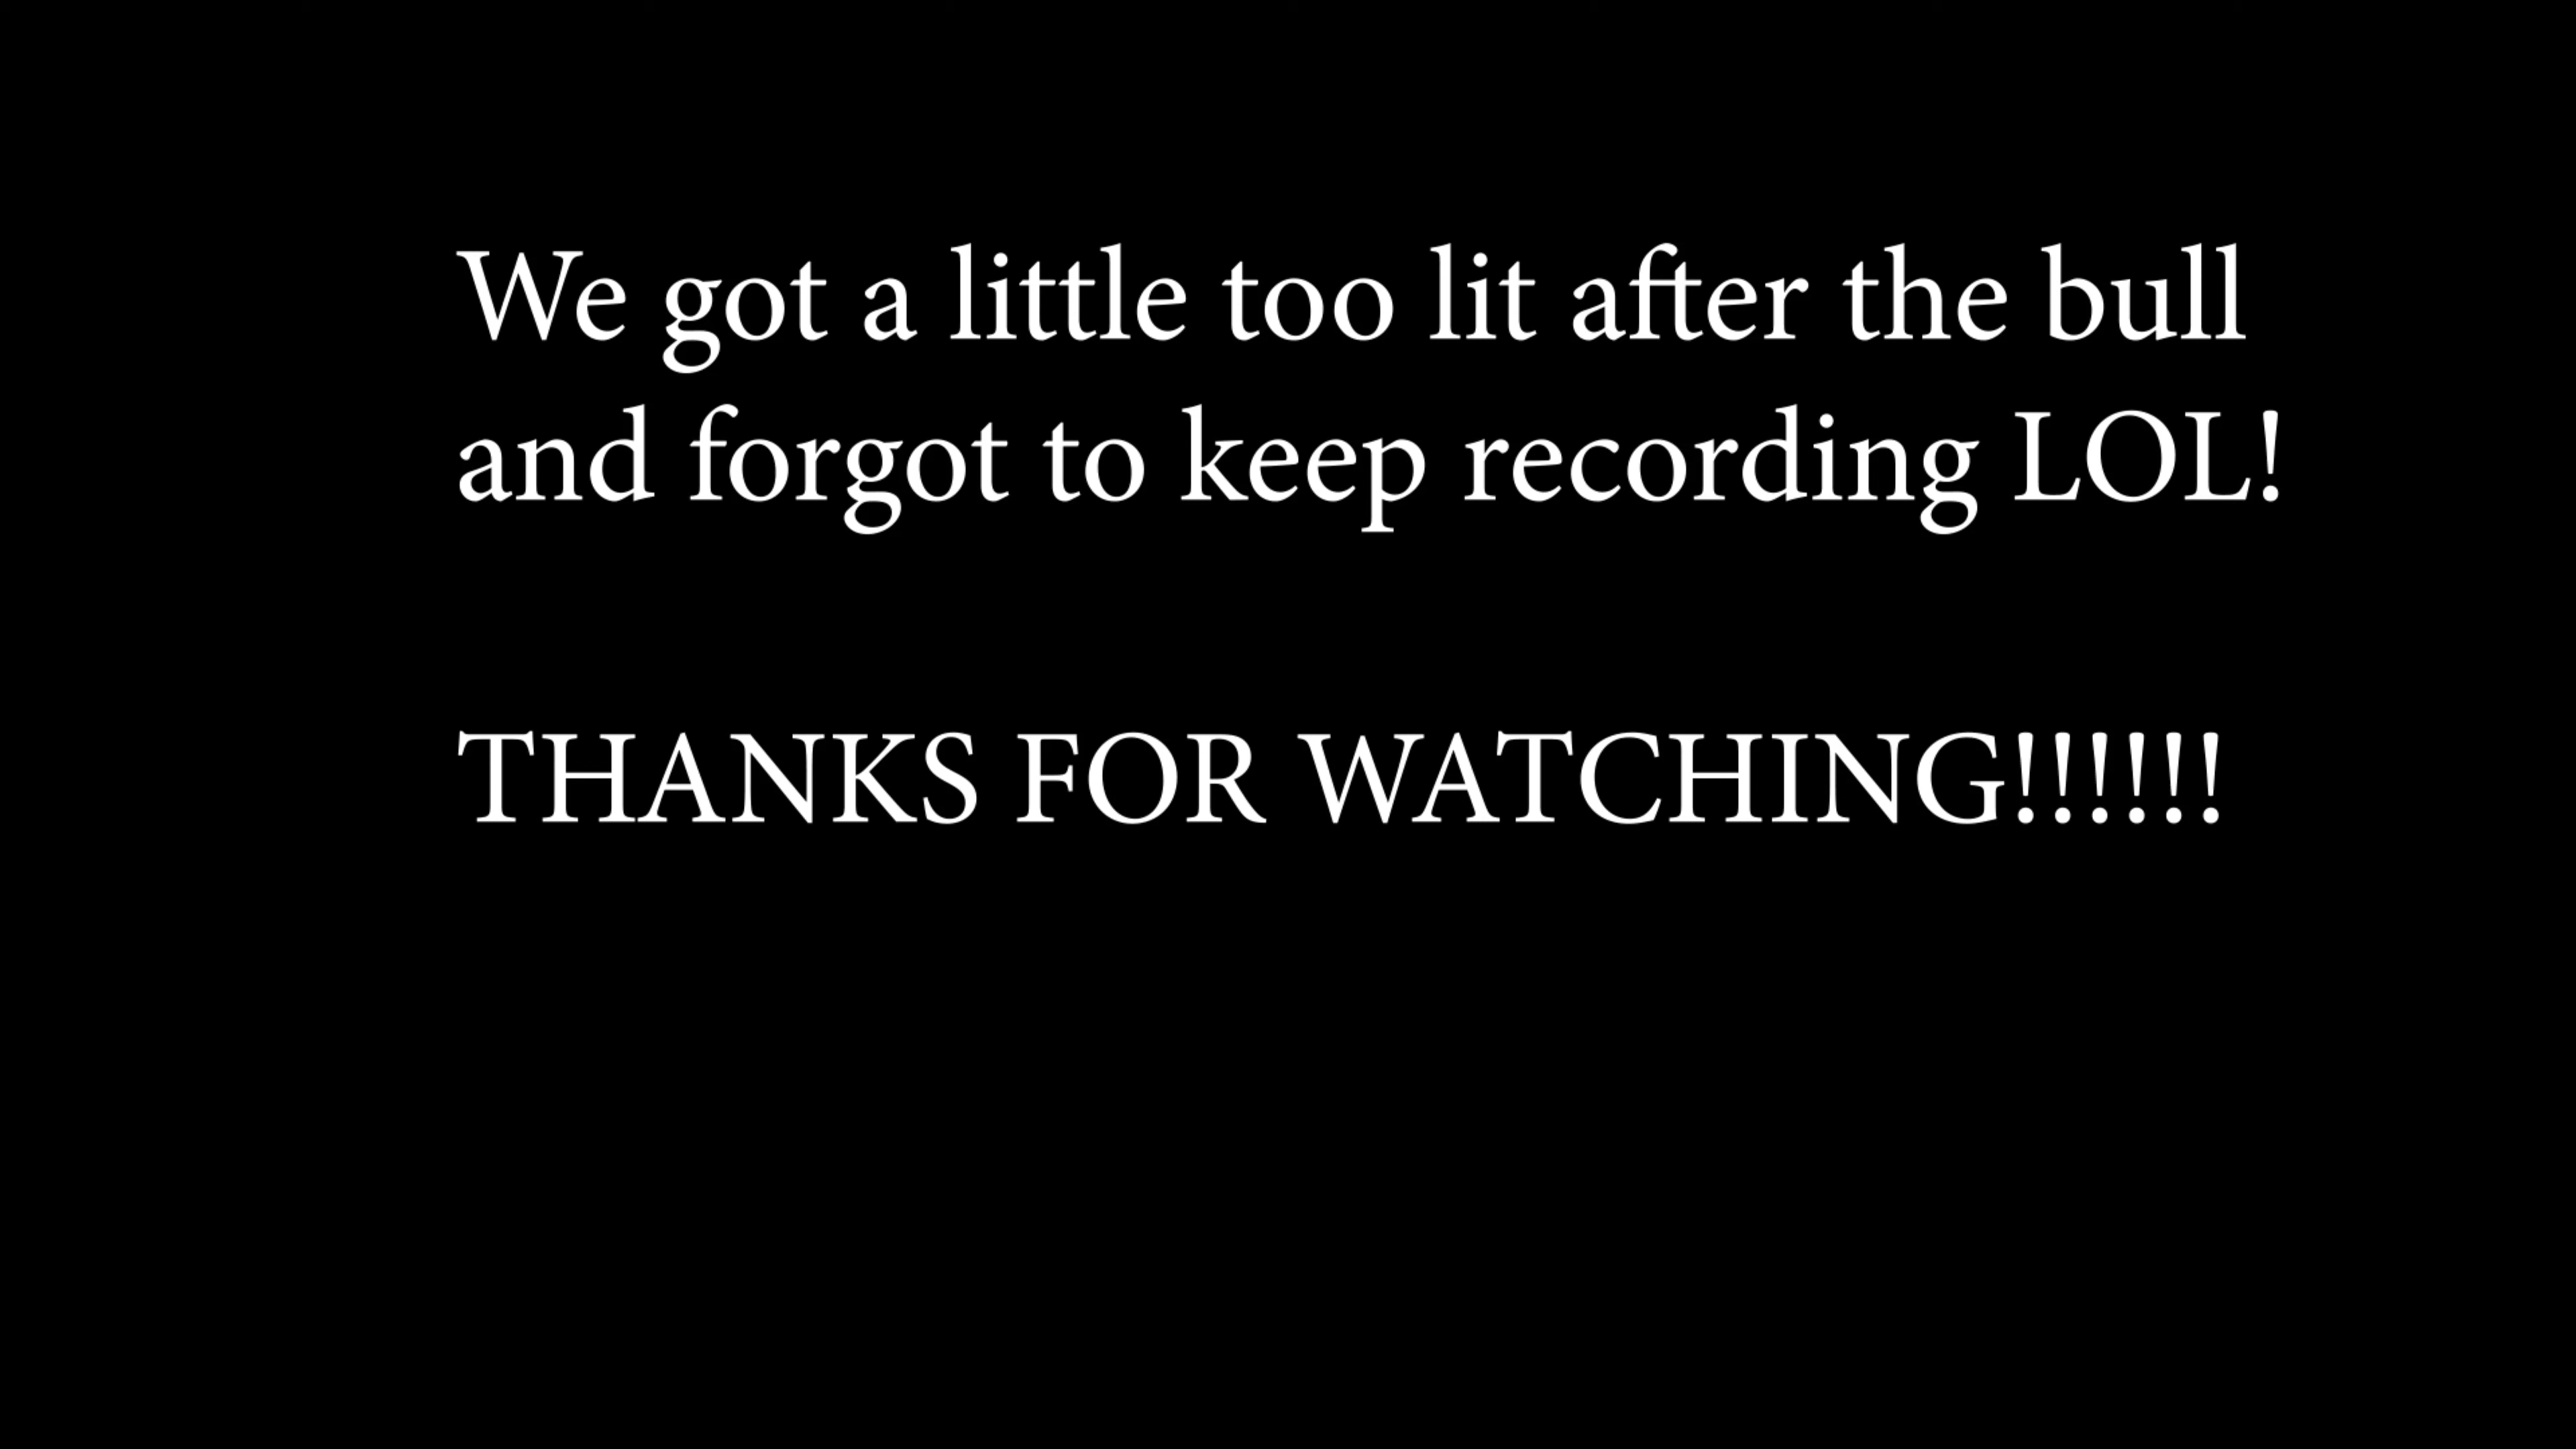 We got a little too lit after the bull
and forgot to keep recording LOL!
THANKS FOR WATCHING!!!!!!